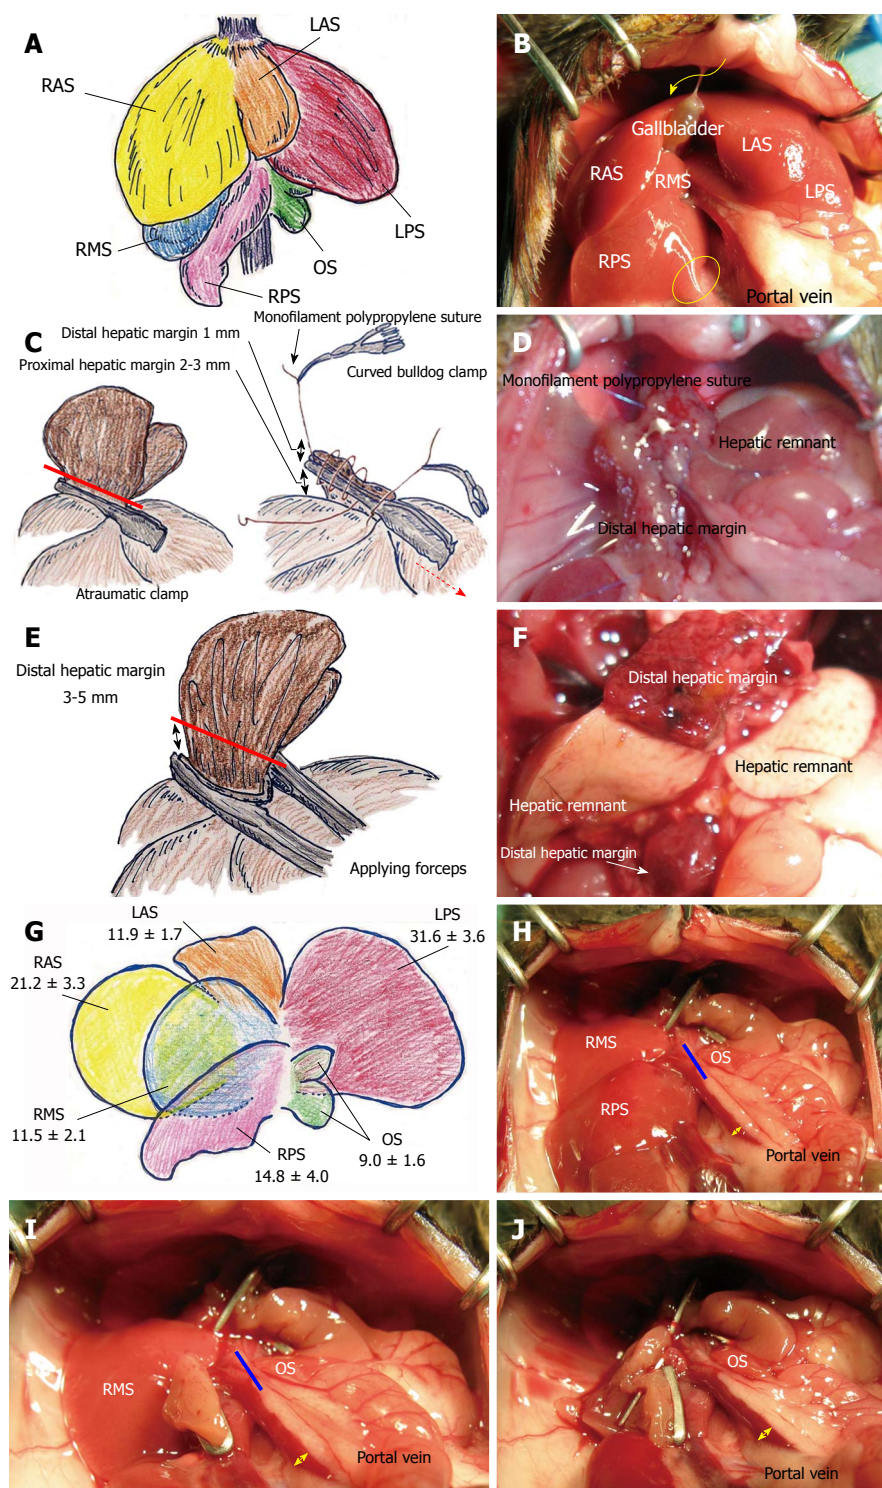 A
LAS
RAS
RMS
RPS
OS
LPS
B
Gallbladder
LAS
RAS
RMS
LPS
RPS
Portal vein
C
Monofilament polypropylene suture
Distal hepatic margin 1 mm
Proximal hepatic margin 2-3 mm
Curved bulldog clamp
Atraumatic clamp
D
Monofilament polypropylene suture
Hepatic remnant
Distal hepatic margin
E
Distal hepatic margin
3-5 mm
Applying forceps
F
Distal hepatic margin
Hepatic remnant
Hepatic remnant
Distal hepatic margin
G
LAS
11.9 ± 1.7
LPS
31.6 ± 3.6
RAS
21.2 ± 3.3
RMS
11.5 ± 2.1
RPS
14.8 ± 4.0
OS
9.0 ± 1.6
H
RMS
OS
RPS
Portal vein
I
RMS
OS
Portal vein
J
OS
Portal vein